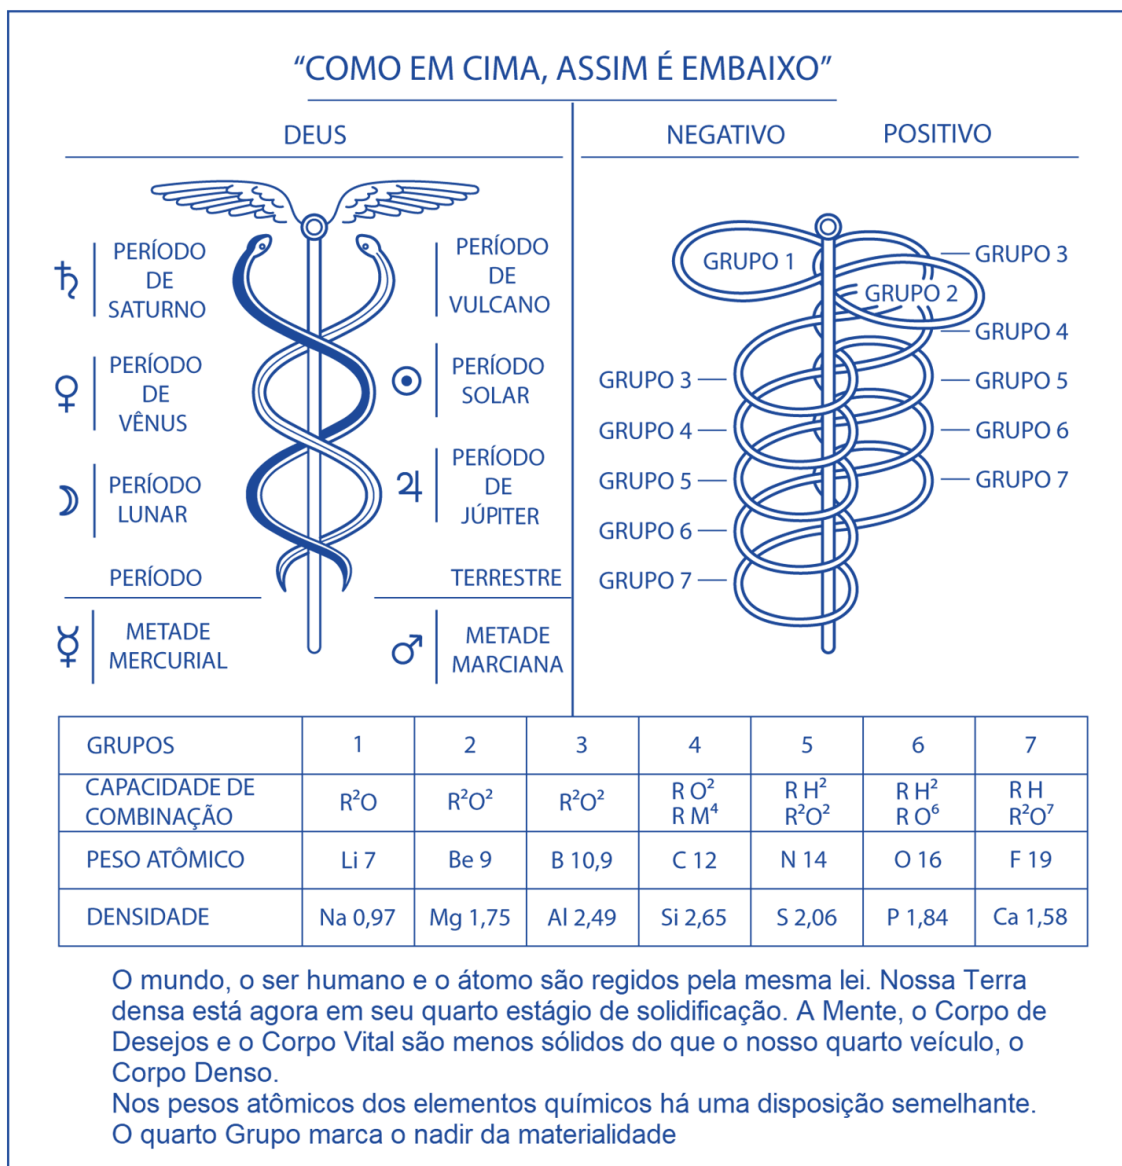 “COMO EM CIMA, ASSIM É EMBAIXO”
DEUS
NEGATIVO POSITIVO
PERÍODO
DE
SATURNO
PERÍODO
DE
VULCANO
PERÍODO
DE
VÊNUS
PERÍODO
SOLAR
PERÍODO
LUNAR
PERÍODO
DE
JÚPITER
PERÍODO TERRESTRE
METADE
MERCURIAL
METADE
MARCIANA
GRUPO 1
GRUPO 2
GRUPO 3
GRUPO 4
GRUPO 5
GRUPO 6
GRUPO 7
GRUPO 3
GRUPO 4
GRUPO 5
GRUPO 6
GRUPO 7
GRUPOS 1 2 3 4 5 6 7
CAPACIDADE DE
COMBINAÇÃO
R²O R²O² R²O²
R O² R H² R H² R H
R M⁴ R²O² R O⁶ R²O⁷
PESO ATÔMICO Li 7 Be 9 B 10,9 C 12 N 14 O 16 F 19
DENSIDADE Na 0,97 Mg 1,75 Al 2,49 Si 2,65 S 2,06 P 1,84 Ca 1,58
O mundo, o ser humano e o átomo são regidos pela mesma lei. Nossa Terra
densa está agora em seu quarto estágio de solidificação. A Mente, o Corpo de
Desejos e o Corpo Vital são menos sólidos do que o nosso quarto veículo, o
Corpo Denso.
Nos pesos atômicos dos elementos químicos há uma disposição semelhante.
O quarto Grupo marca o nadir da materialidade